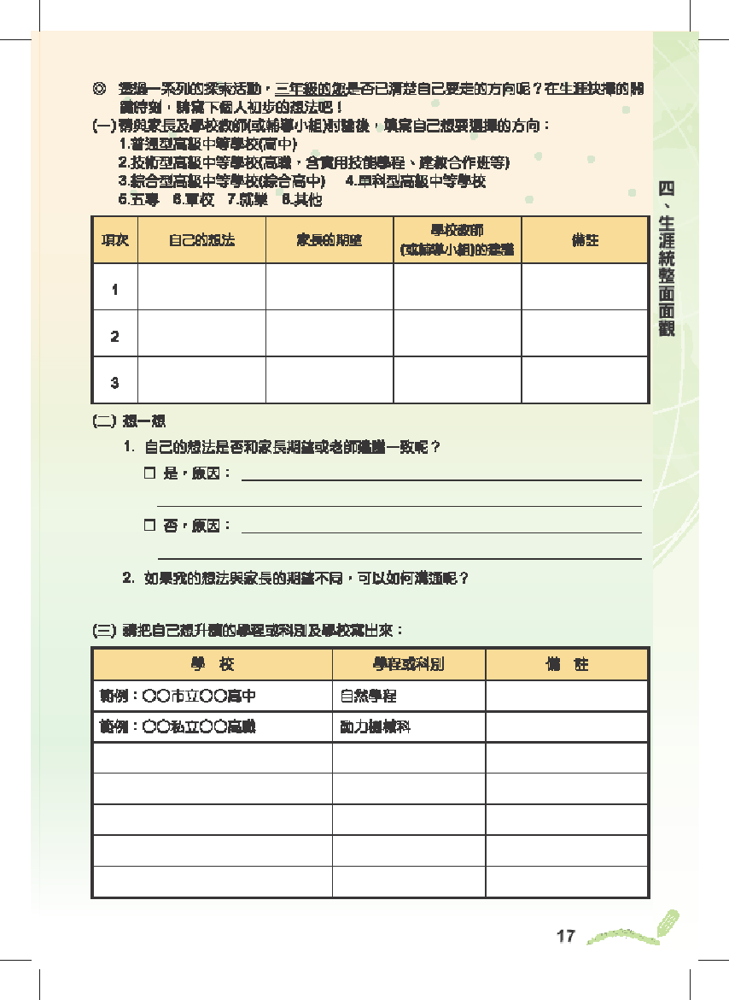 ◎ 透過一系列的探索活動，三年級的您是否已清楚自己要走的方向呢？在生涯抉擇的關
鍵時刻，請寫下個人初步的想法吧！
(一)請與家長及學校教師(或輔導小組)討論後，填寫自己想要選擇的方向：
1.普通型高級中等學校(高中)
2.技術型高級中等學校(高職，含實用技能學程、建教合作班等)
3.綜合型高級中等學校(綜合高中) 4.單科型高級中等學校
5.五專 6.軍校 7.就業 8.其他
項次 自己的想法 家長的期望 學校教師 備註
(或輔導小組)的建議
1
2
3
(二) 想一想
1. 自己的想法是否和家長期望或老師建議一致呢？
□ 是，原因：
□ 否，原因：
2. 如果我的想法與家長的期望不同，可以如何溝通呢？
(三) 請把自己想升讀的學程或科別及學校寫出來：
學 校 學程或科別 備 註
範例：○○市立○○高中 自然學程
範例：○○私立○○高職 動力機械科
四、生涯統整面面觀
17